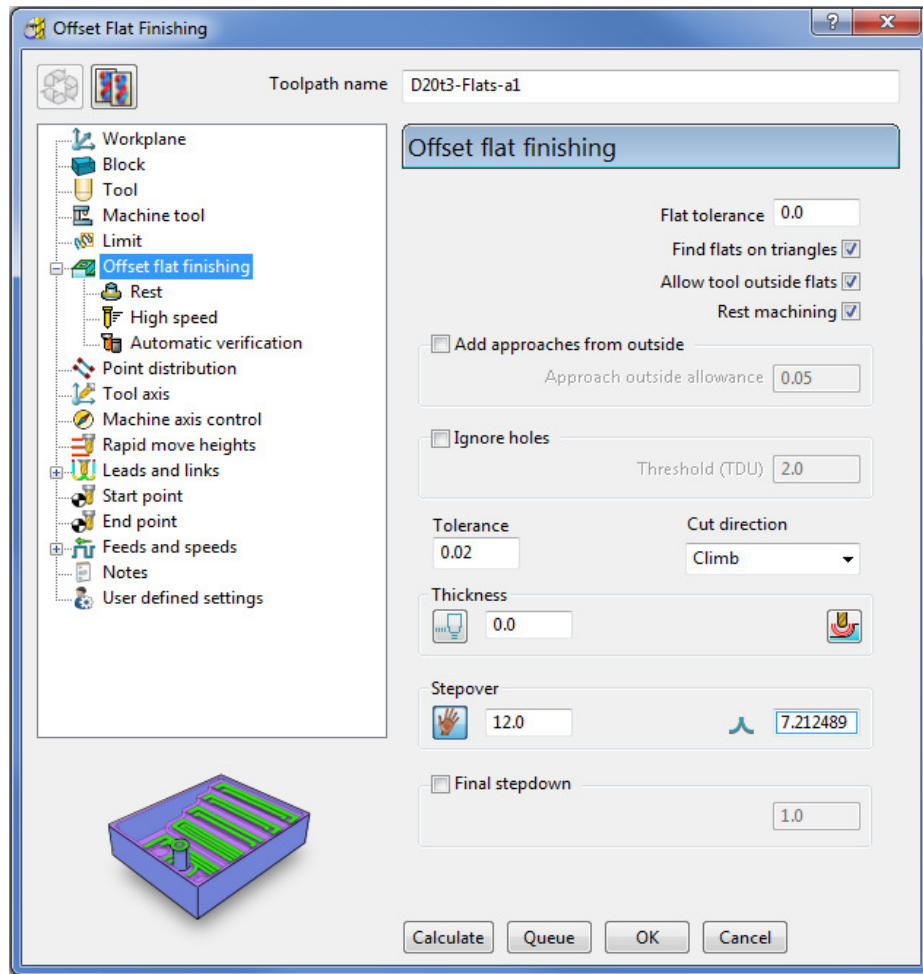 Offset Flat Finishing
Toolpath name D20t3-Flats-a1
Workplane
Block
Tool
Machine tool
Limit
Offset flat finishing
Rest
High speed
Automatic verification
Point distribution
Tool axis
Machine axis control
Rapid move heights
Leads and links
Start point
End point
Feeds and speeds
Notes
User defined settings
Offset flat finishing
Flat tolerance 0.0
Find flats on triangles
Allow tool outside flats
Rest machining
Add approaches from outside
Approach outside allowance 0.05
Ignore holes
Threshold (TDU) 2.0
Tolerance Cut direction
0.02 Climb
Thickness
0.0
Stepover
12.0 7.212489
Final stepdown
1.0
Calculate Queue OK Cancel